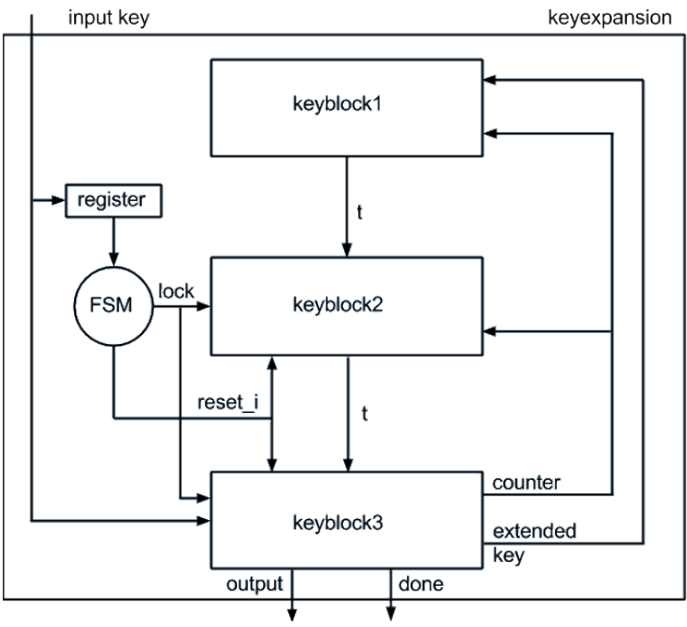 input key
keyexpansion
keyblock1
register
t
FSM
lock
keyblock2
reset_i
t
counter
keyblock3
extended
key
output
done